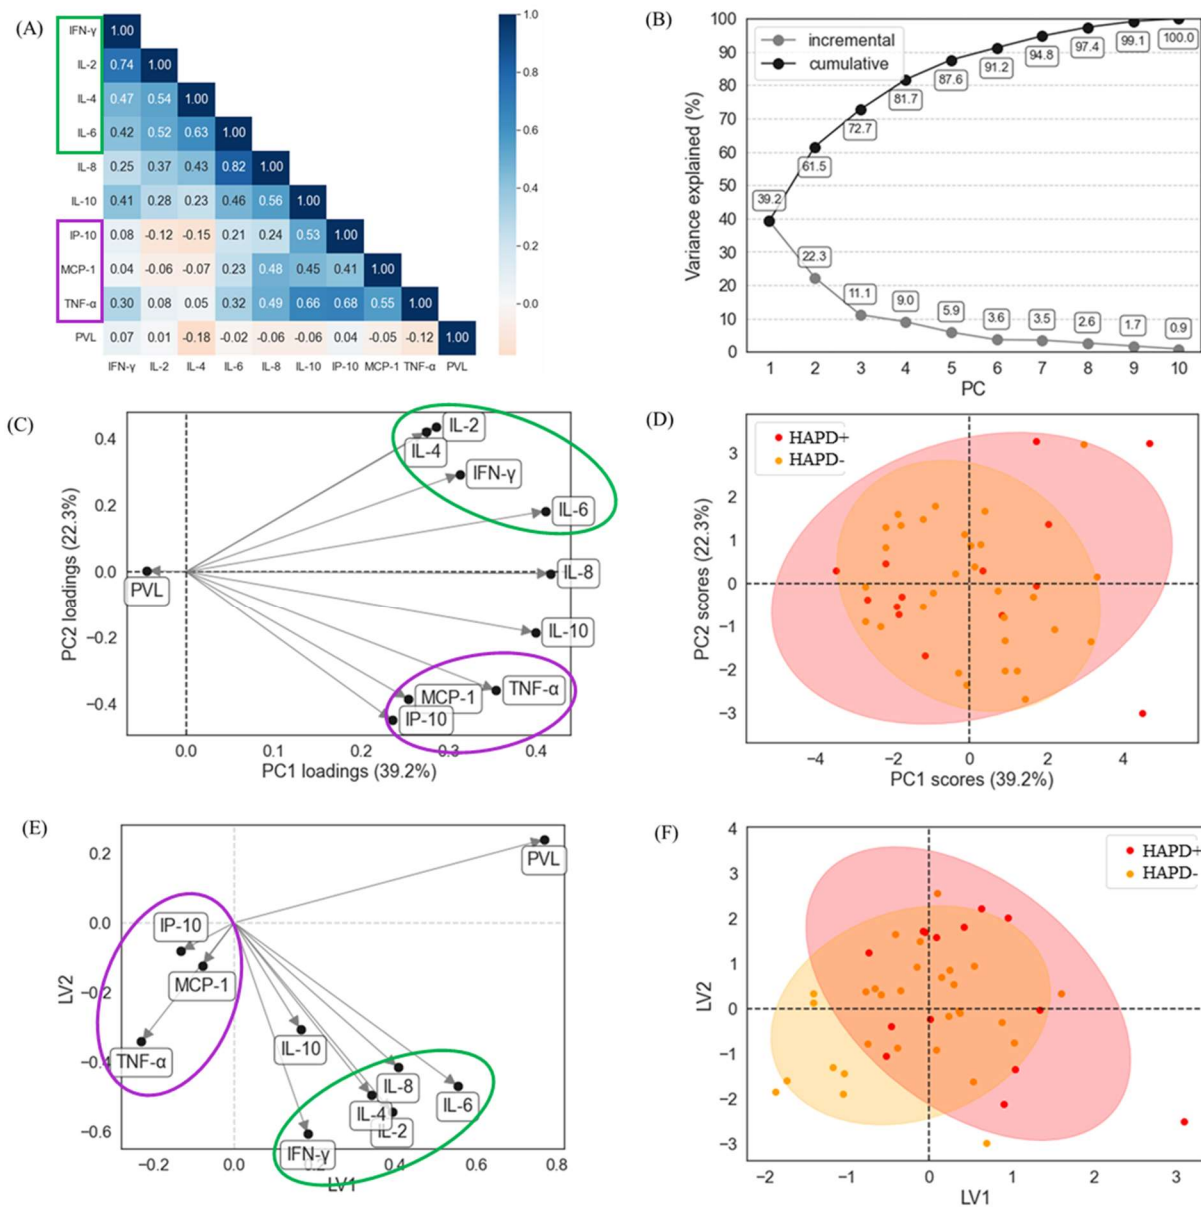 (A)
IFN-γ 1.00
IL-2 0.74 1.00
IL-4 0.47 0.54 1.00
IL-6 0.42 0.52 0.63 1.00
IL-8 0.25 0.37 0.43 0.82 1.00
IL-10 0.41 0.28 0.23 0.46 0.56 1.00
IP-10 0.08 -0.12 -0.15 0.21 0.24 0.53 1.00
MCP-1 0.04 -0.06 -0.07 0.23 0.48 0.45 0.41 1.00
TNF-α 0.30 0.08 0.05 0.32 0.49 0.66 0.68 0.55 1.00
PVL 0.07 0.01 -0.18 -0.02 -0.06 -0.06 0.04 -0.05 -0.12 1.00
IFN-γ IL-2 IL-4 IL-6 IL-8 IL-10 IP-10 MCP-1 TNF-α PVL
1.0
0.8
0.6
0.4
0.2
0.0
(B)
incremental
cumulative
Variance explained (%)
100
90
80
70
60
50
40
30
20
10
0
39.2 61.5 72.7 81.7 87.6 91.2 94.8 97.4 99.1 100.0
22.3 11.1 9.0 5.9 3.6 3.5 2.6 1.7 0.9
1 2 3 4 5 6 7 8 9 10
PC
(C)
PC2 loadings (22.3%)
0.4
0.2
0.0
−0.2
−0.4
IL-2
IL-4
IFN-γ
IL-6
PVL
IL-8
IL-10
TNF-α
MCP-1
IP-10
0.0 0.1 0.2 0.3 0.4
PC1 loadings (39.2%)
(D)
HAPD+
HAPD-
PC2 scores (22.3%)
3
2
1
0
−1
−2
−3
−4 −2 0 2 4
PC1 scores (39.2%)
(E)
LV2
0.2
0.0
−0.2
−0.4
−0.6
PVL
IP-10
MCP-1
TNF-α
IL-10
IL-8
IL-4
IL-6
IL-2
IFN-γ
−0.2 0.0 0.2 0.4 0.6 0.8
LV1
(F)
HAPD+
HAPD-
LV2
4
3
2
1
0
−1
−2
−3
−2 −1 0 1 2 3
LV1